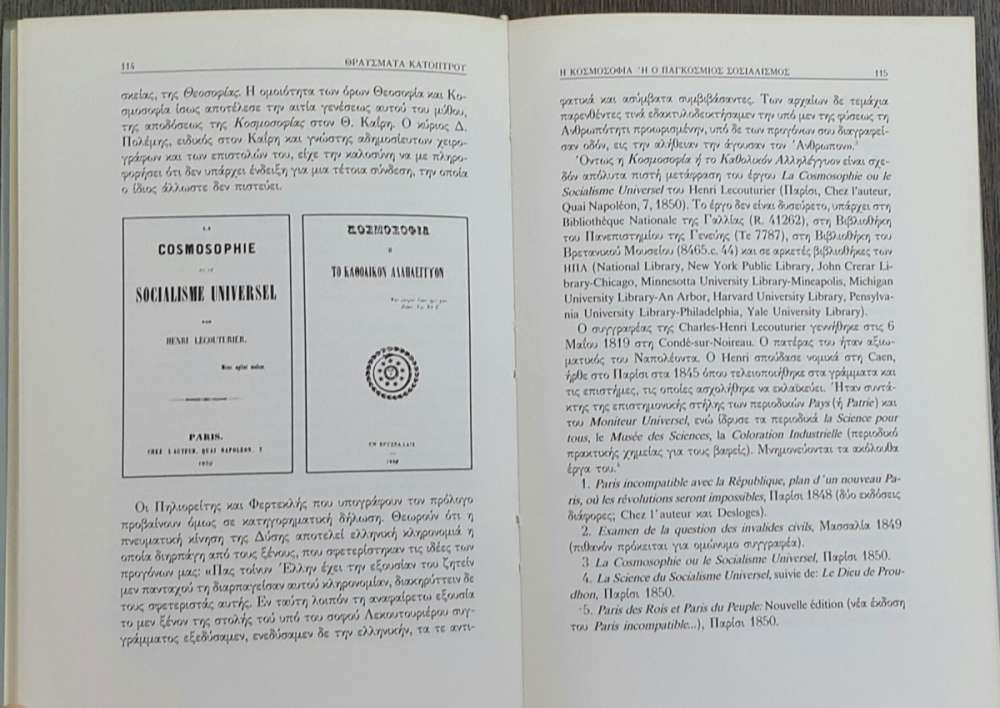 114 ΘΡΑΥΣΜΑΤΑ ΚΑΤΟΠΤΡΟΥ
σκείας, της Θεοσοφίας. Η ομοιότητα των όρων Θεοσοφία και Κο-
σμοσοφία ίσως αποτέλεσε την αιτία γενέσεως αυτού του μύθου,
της αποδόσεως της Κοσμοσοφίας στον Θ. Καΐρη. Ο κύριος Δ.
Πολέμης, ειδικός στον Καΐρη και γνώστης αδημοσίευτων χειρο-
γράφων και των επιστολών του, είχε την καλοσύνη να με πληρο-
φορήσει ότι δεν υπάρχει ένδειξη για μια τέτοια σύνδεση, την οποία
ο ίδιος άλλωστε δεν πιστεύει.
LA
COSMOSOPHIE
OU LE
SOCIALISME UNIVERSEL
PAR
HENRI LECOUTURIER.
Mens agitat molem.
PARIS.
CHEZ L'AUTEUR, QUAI NAPOLÉON, 7
1850
ΚΟΣΜΟΣΟΦΙΑ
Η
ΤΟ ΚΑΘΟΛΙΚΟΝ ΑΛΛΗΛΕΓΓΥΟΝ
ΕΝ ΒΡΥΞΕΛΛΑΙΣ
Οι Πηλιορείτης και Φερτεκλής που υπογράφουν τον πρόλογο
προβαίνουν όμως σε κατηγορηματική δήλωση. Θεωρούν ότι η
πνευματική κίνηση της Δύσης αποτελεί ελληνική κληρονομιά η
οποία διηρπάγη από τους ξένους, που σφετερίστηκαν τις ιδέες των
προγόνων μας: «Πας τοίνυν Έλλην έχει την εξουσίαν του ζητείν
μεν πανταχού τη διαρπαγείσαν αυτού κληρονομίαν, διακηρύττειν δε
τους σφετεριστάς αυτής. Εν ταύτη λοιπόν τη αναφαιρέτω εξουσία
το μεν ξένον της στολής τού υπό του σοφού Λεκουτουριέρου συγ-
γράμματος εξεδύσαμεν, ενεδύσαμεν δε την ελληνικήν, τα τε αντι-
Η ΚΟΣΜΟΣΟΦΙΑ Ή Ο ΠΑΓΚΟΣΜΙΟΣ ΣΟΣΙΑΛΙΣΜΟΣ 115
φατικά και ασύμβατα συμβιβάσαντες. Των αρχαίων δε τεμάχια
παρενθέντες τινά εδακτυλοδεικτήσαμεν την υπό μεν της φύσεως τη
Ανθρωπότητι προωρισμένην, υπό δε των προγόνων σου διαγραφεί-
σαν οδόν, εις την αλήθειαν την άγουσαν τον Άνθρωπον».³
Όντως η Κοσμοσοφία ή το Καθολικόν Αλληλέγγυον είναι σχε-
δόν απόλυτα πιστή μετάφραση του έργου La Cosmosophie ou le
Socialisme Universel του Henri Lecouturier (Παρίσι, Chez l'auteur,
Quai Napoléon, 7, 1850). Το έργο δεν είναι δυσεύρετο, υπάρχει στη
Bibliothèque Nationale της Γαλλίας (R. 41262), στη Βιβλιοθήκη
του Πανεπιστημίου της Γενεύης (Te 7787), στη Βιβλιοθήκη του
Βρετανικού Μουσείου (8465.c. 44) και σε αρκετές βιβλιοθήκες των
ΗΠΑ (National Library, New York Public Library, John Crerar Li-
brary-Chicago, Minnesotta University Library-Mineapolis, Michigan
University Library-An Arbor, Harvard University Library, Pensylva-
nia University Library-Philadelphia, Yale University Library).
Ο συγγραφέας της Charles-Henri Lecouturier γεννήθηκε στις 6
Μαΐου 1819 στη Condé-sur-Noireau. Ο πατέρας του ήταν αξιω-
ματικός του Ναπολέοντα. Ο Henri σπούδασε νομικά στη Caen,
ήρθε στο Παρίσι στα 1845 όπου τελειοποιήθηκε στα γράμματα και
τις επιστήμες, τις οποίες ασχολήθηκε να εκλαϊκεύει. Ήταν συντά-
κτης της επιστημονικής στήλης των περιοδικών Pays (ή Patrie) και
του Moniteur Universel, ενώ ίδρυσε τα περιοδικά la Science pour
tous, le Musée des Sciences, la Coloration Industrielle (περιοδικό
πρακτικής χημείας για τους βαφείς). Μνημονεύονται τα ακόλουθα
έργα του.⁴
1. Paris incompatible avec la République, plan d'un nouveau Pa-
ris, où les révolutions seront impossibles, Παρίσι 1848 (δύο εκδόσεις
διάφορες; Chez l'auteur και Desloges).
2. Examen de la question des invalides civils, Μασσαλία 1849
(πιθανόν πρόκειται για ομώνυμο συγγραφέα).
3 La Cosmosophie ou le Socialisme Universel, Παρίσι 1850.
4. La Science du Socialisme Universel, suivie de: Le Dieu de Prou-
dhon, Παρίσι 1850.
5. Paris des Rois et Paris du Peuple: Nouvelle édition (νέα έκδοση
του Paris incompatible...), Παρίσι 1850.